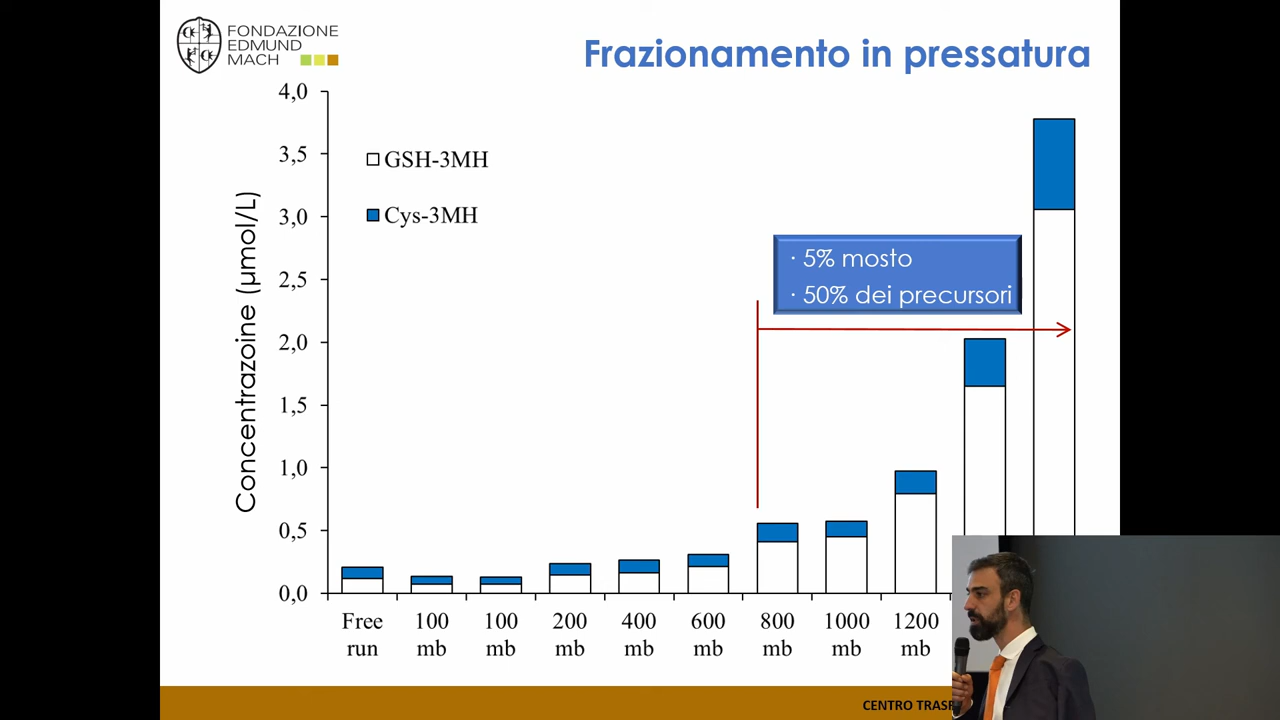 FONDAZIONE
EDMUND
MACH
Frazionamento in pressatura
4,0
3,5
3,0
2,5
2,0
1,5
1,0
0,5
0,0
Concentrazoine (µmol/L)
GSH-3MH
Cys-3MH
· 5% mosto
· 50% dei precursori
Free run
100 mb
100 mb
200 mb
400 mb
600 mb
800 mb
1000 mb
1200 mb
CENTRO